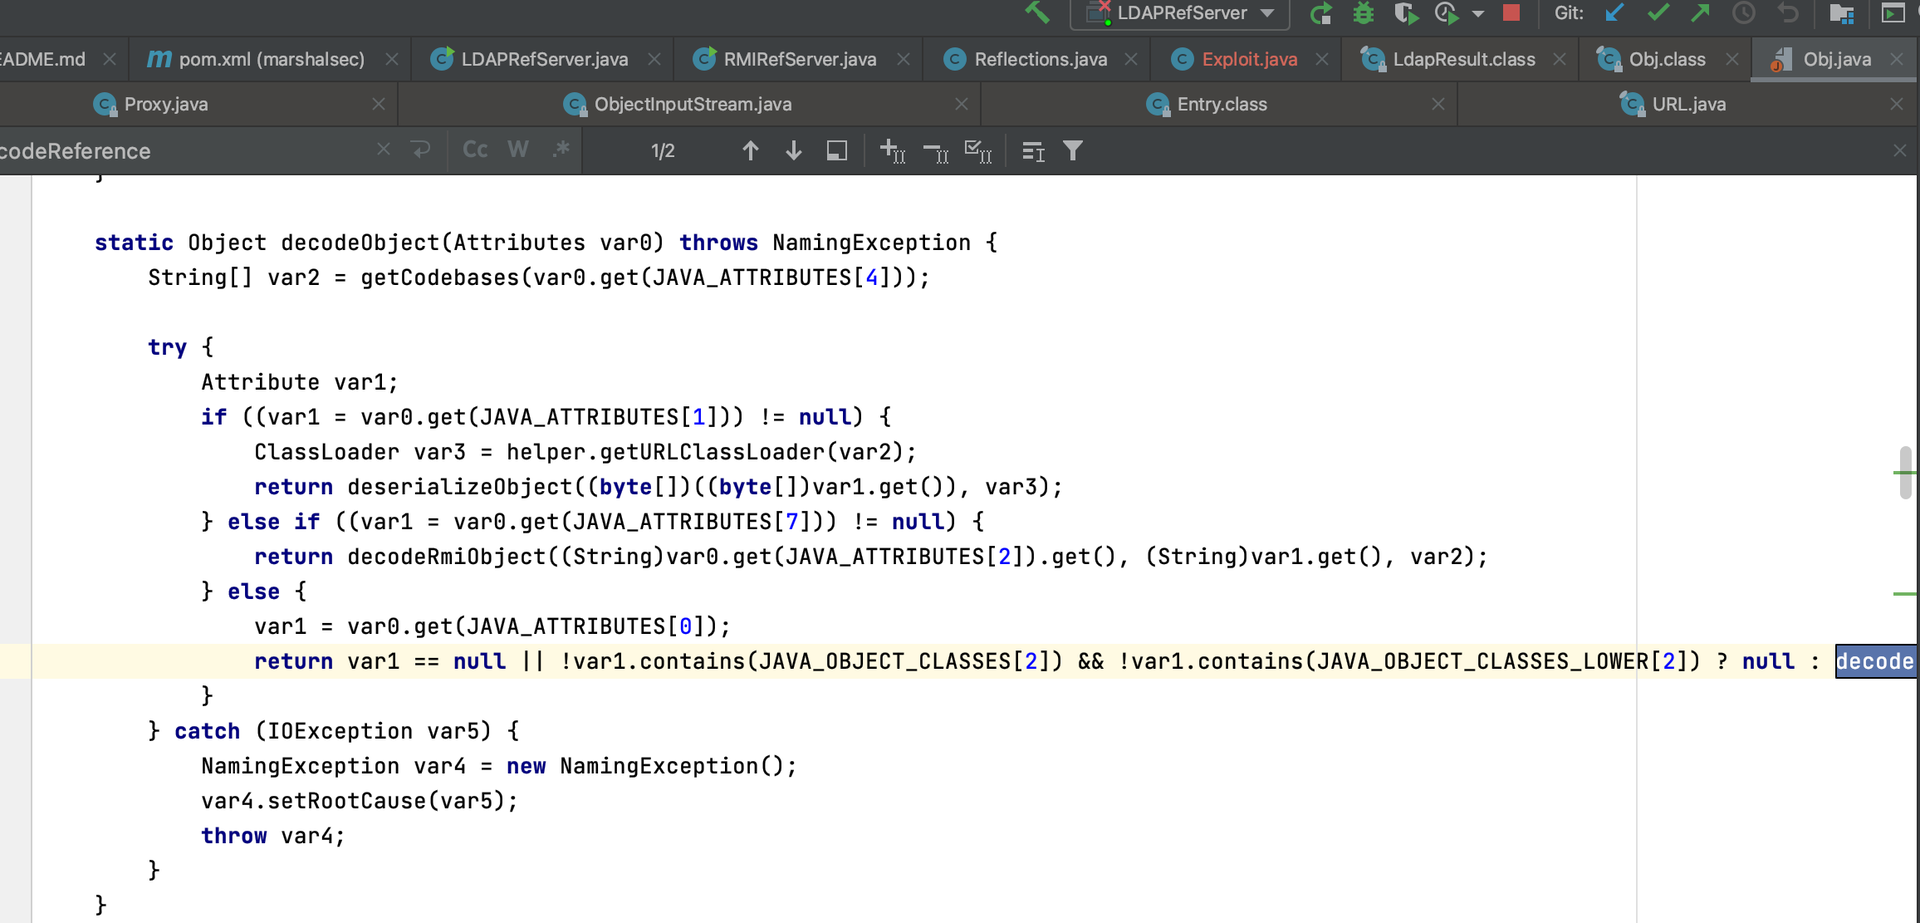 LDAPRefServer Git:
EADME.md pom.xml (marshalsec) LDAPRefServer.java RMIRefServer.java Reflections.java Exploit.java LdapResult.class Obj.class Obj.java
Proxy.java ObjectInputStream.java Entry.class URL.java
codeReference Cc W .* 1/2
}
static Object decodeObject(Attributes var0) throws NamingException {
String[] var2 = getCodebases(var0.get(JAVA_ATTRIBUTES[4]));
try {
Attribute var1;
if ((var1 = var0.get(JAVA_ATTRIBUTES[1])) != null) {
ClassLoader var3 = helper.getURLClassLoader(var2);
return deserializeObject((byte[])((byte[])var1.get()), var3);
} else if ((var1 = var0.get(JAVA_ATTRIBUTES[7])) != null) {
return decodeRmiObject((String)var0.get(JAVA_ATTRIBUTES[2]).get(), (String)var1.get(), var2);
} else {
var1 = var0.get(JAVA_ATTRIBUTES[0]);
return var1 == null || !var1.contains(JAVA_OBJECT_CLASSES[2]) && !var1.contains(JAVA_OBJECT_CLASSES_LOWER[2]) ? null : decode
}
} catch (IOException var5) {
NamingException var4 = new NamingException();
var4.setRootCause(var5);
throw var4;
}
}